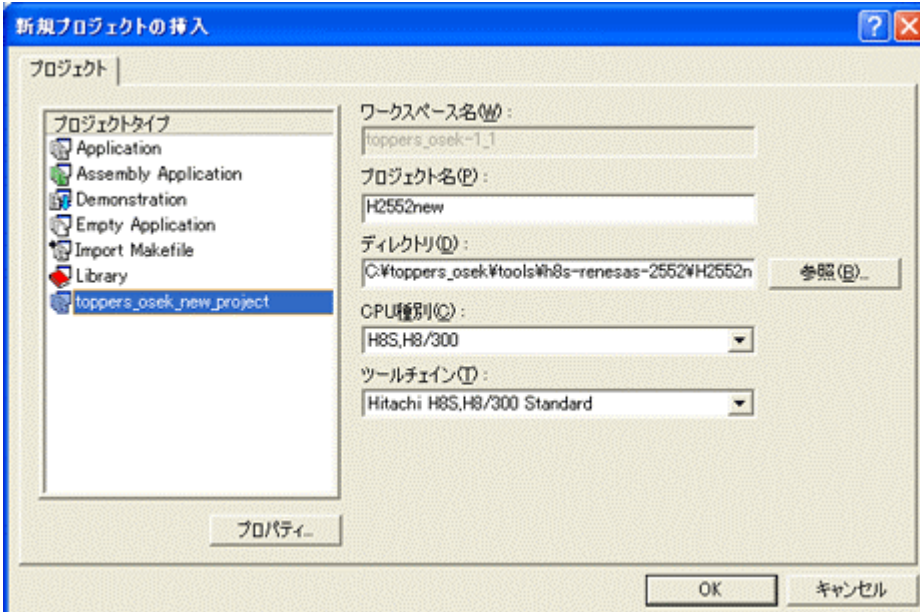 新規プロジェクトの挿入
プロジェクト
プロジェクトタイプ
Application
Assembly Application
Demonstration
Empty Application
Import Makefile
Library
toppers_osek_new_project
プロパティ...
ワークスペース名(W) :
toppers_osek-1_1
プロジェクト名(P) :
H2552new
ディレクトリ(D) :
C:¥toppers_osek¥tools¥h8s-renesas-2552¥H2552n
参照(B)...
CPU種別(C) :
H8S,H8/300
ツールチェイン(T) :
Hitachi H8S,H8/300 Standard
OK
キャンセル